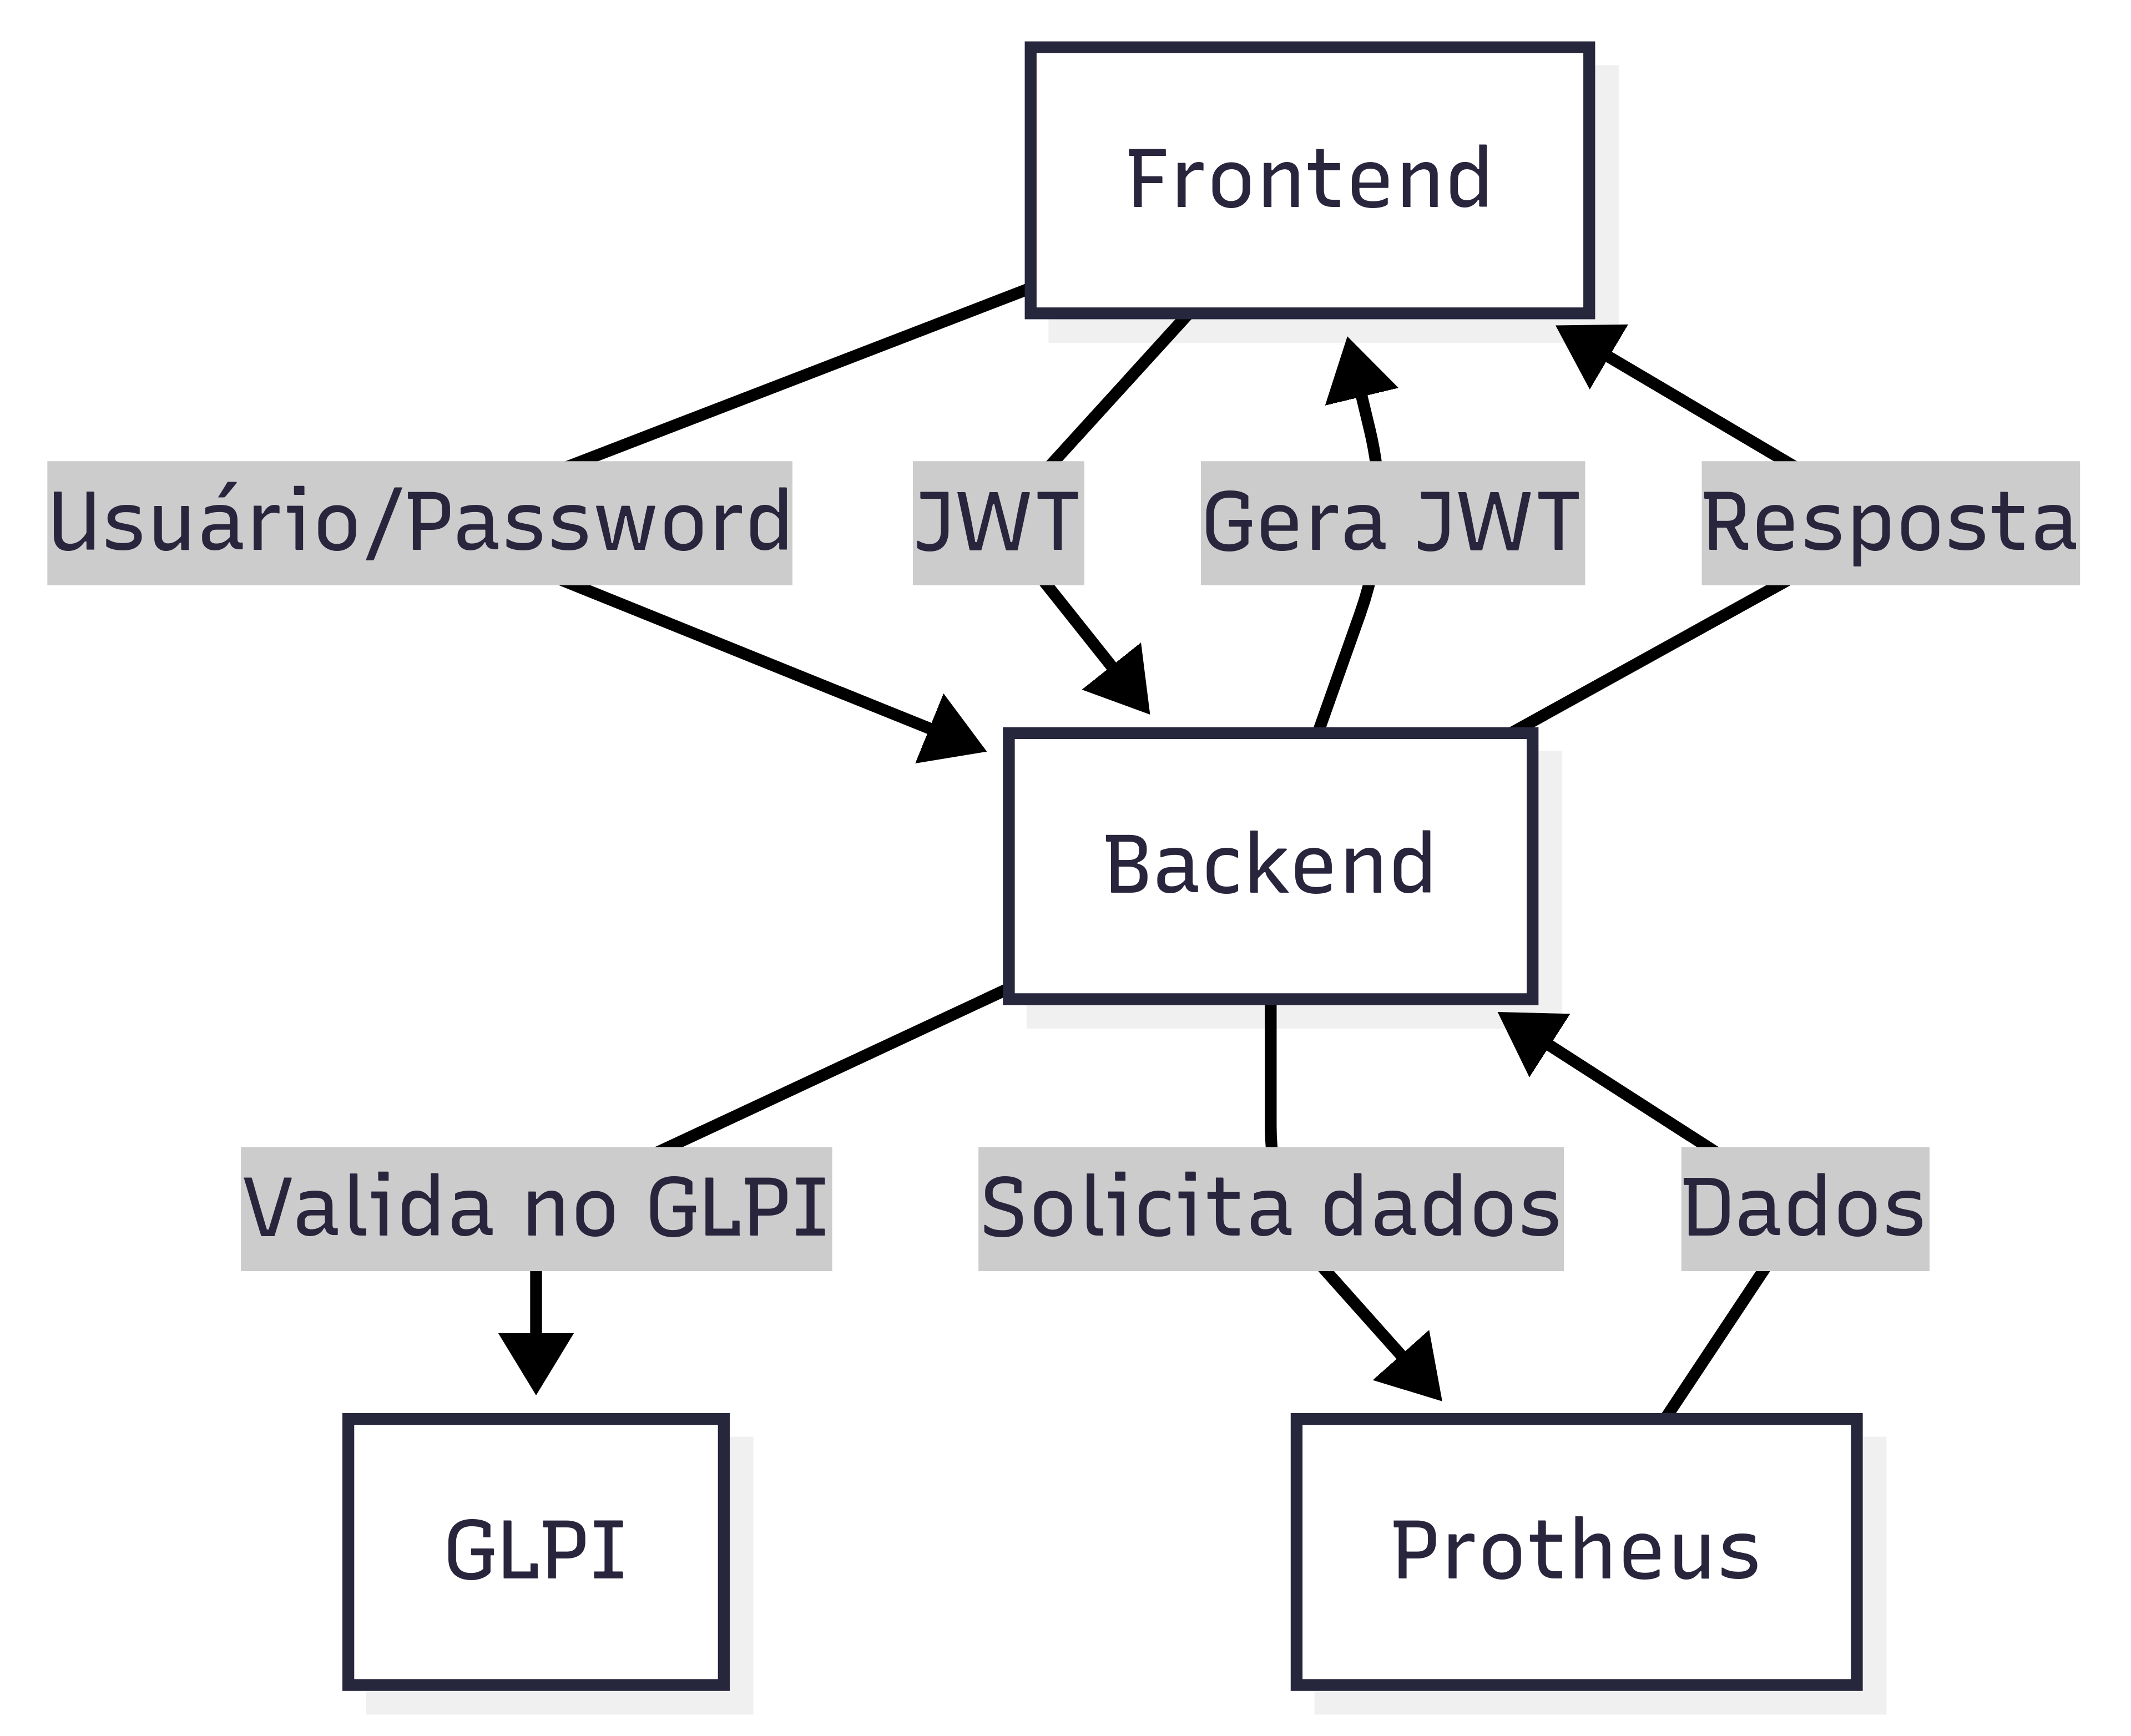 Frontend
Usuário/Password
JWT
Gera JWT
Resposta
Backend
Valida no GLPI
Solicita dados
Dados
GLPI
Protheus